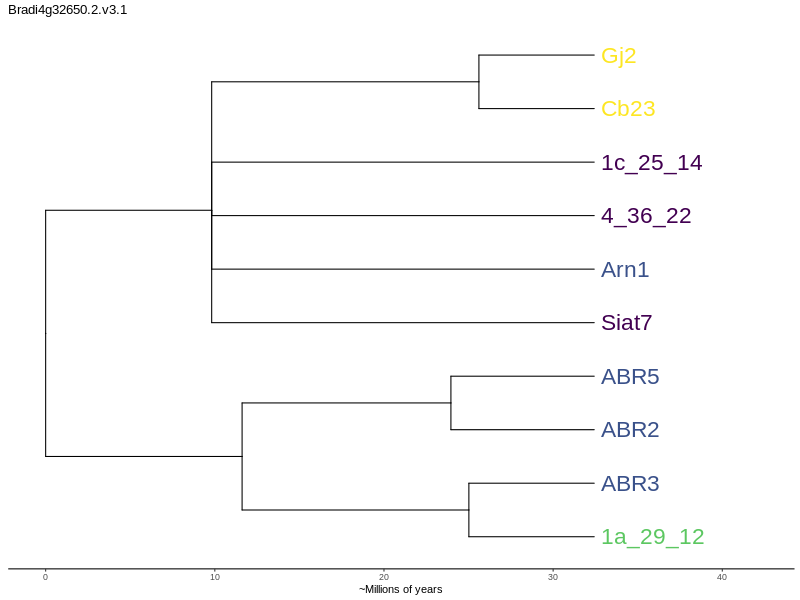 Bradi4g32650.2.v3.1
Gj2
Cb23
1c_25_14
4_36_22
Arn1
Siat7
ABR5
ABR2
ABR3
1a_29_12
0 10 20 30 40
~Millions of years